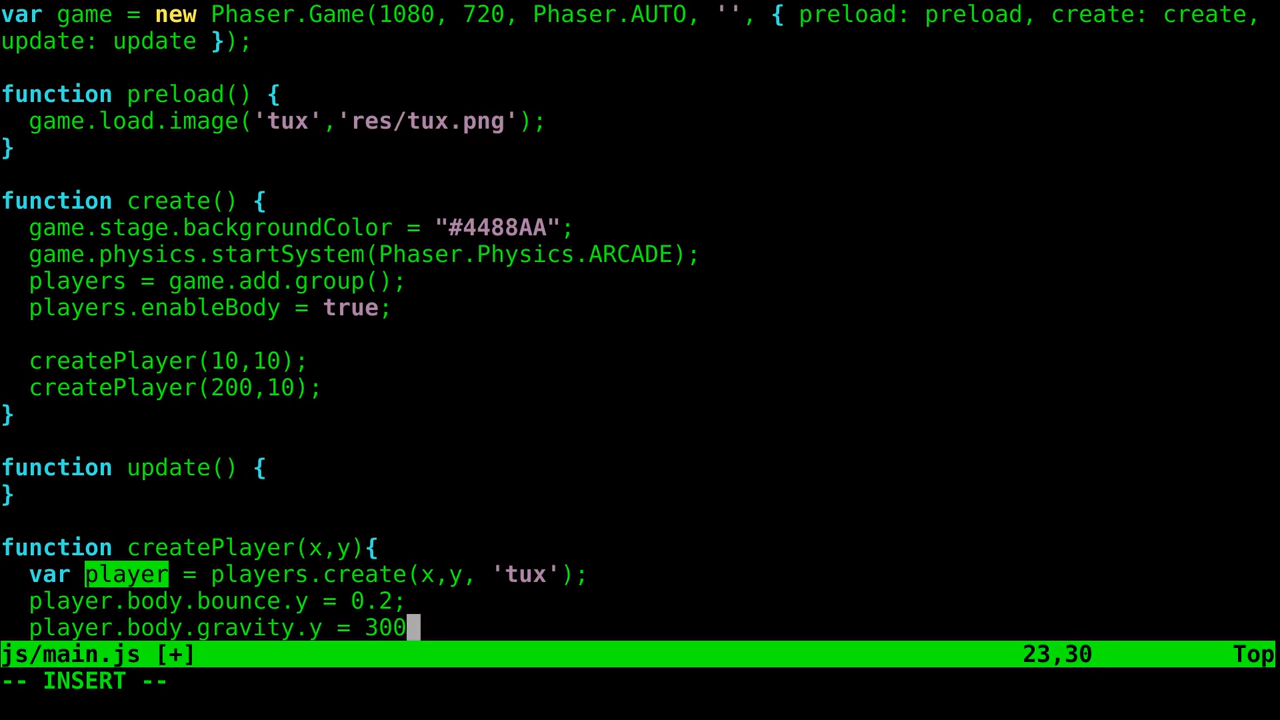 var game = new Phaser.Game(1080, 720, Phaser.AUTO, '', { preload: preload, create: create,
update: update });

function preload() {
  game.load.image('tux','res/tux.png');
}

function create() {
  game.stage.backgroundColor = "#4488AA";
  game.physics.startSystem(Phaser.Physics.ARCADE);
  players = game.add.group();
  players.enableBody = true;

  createPlayer(10,10);
  createPlayer(200,10);
}

function update() {
}

function createPlayer(x,y){
  var player = players.create(x,y, 'tux');
  player.body.bounce.y = 0.2;
  player.body.gravity.y = 300
js/main.js [+] 23,30 Top
-- INSERT --